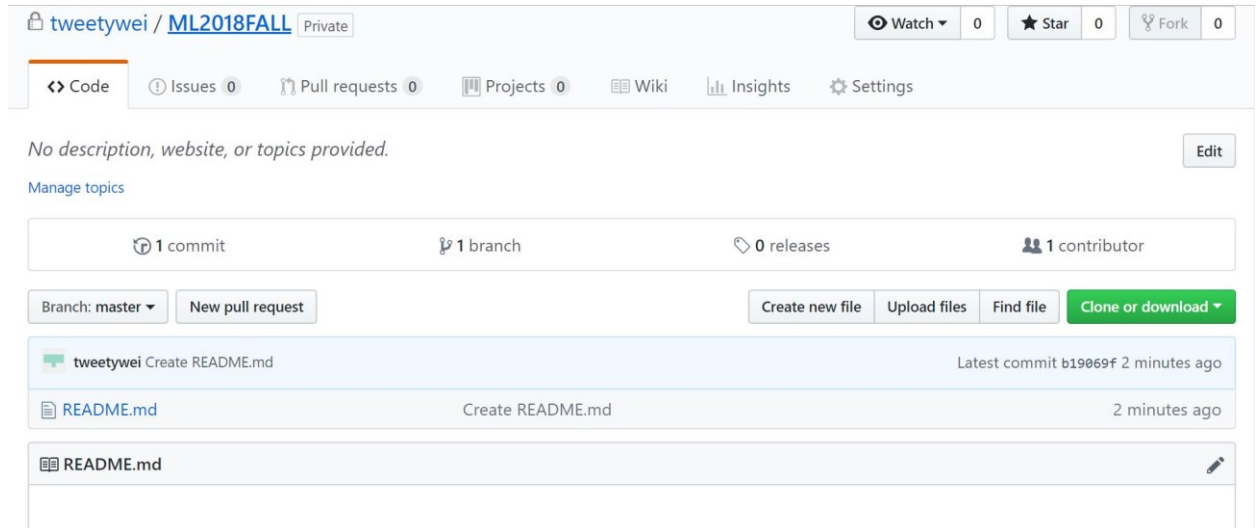 tweetywei / ML2018FALL Private Watch 0 Star 0 Fork 0
Code Issues 0 Pull requests 0 Projects 0 Wiki Insights Settings
No description, website, or topics provided. Edit
Manage topics
1 commit 1 branch 0 releases 1 contributor
Branch: master New pull request Create new file Upload files Find file Clone or download
tweetywei Create README.md Latest commit b19069f 2 minutes ago
README.md Create README.md 2 minutes ago
README.md